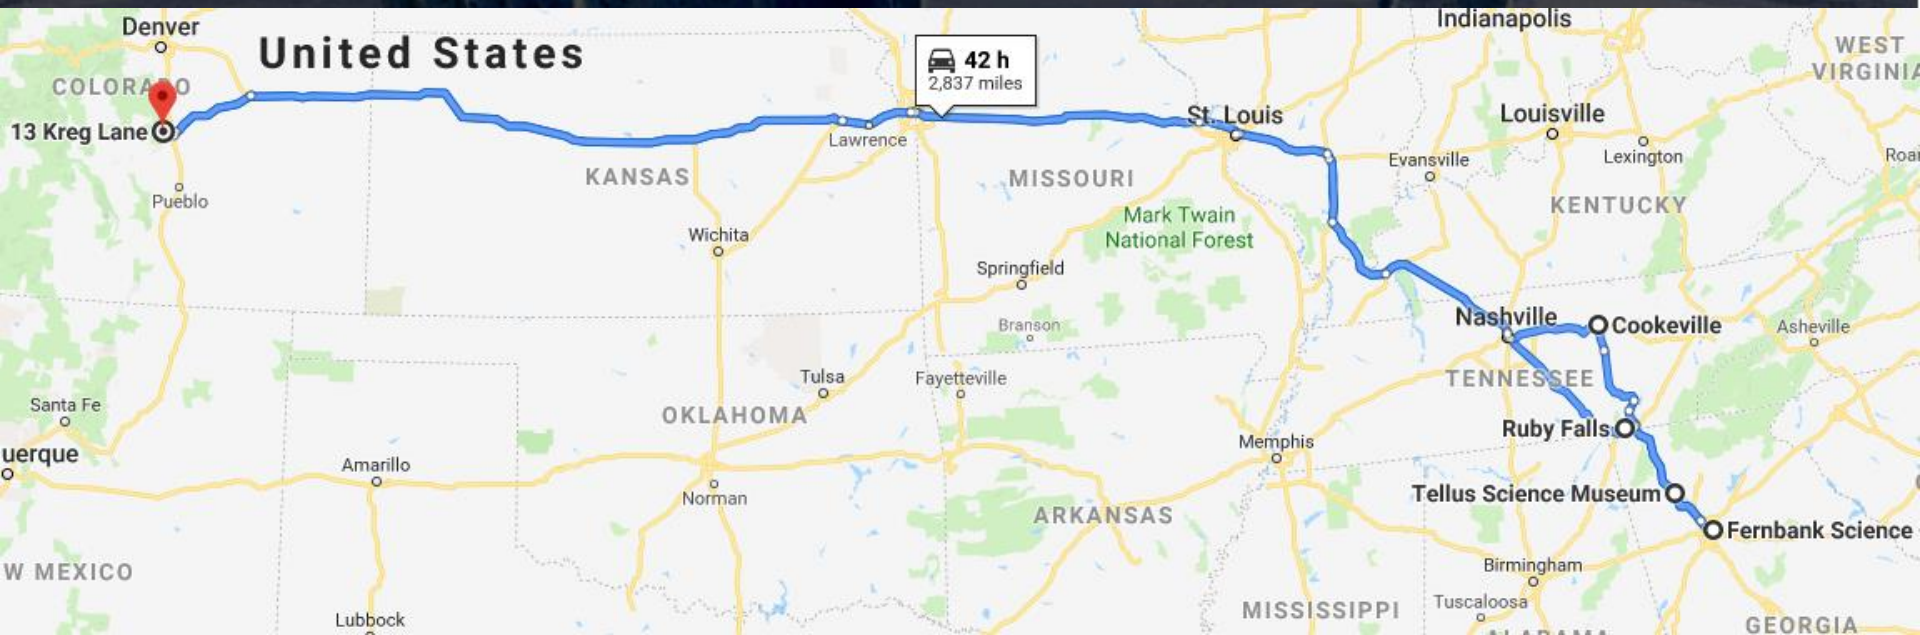 Denver
Indianapolis
United States
WEST
VIRGINIA
COLORADO
42 h
2,837 miles
St. Louis
Louisville
13 Kreg Lane
Lawrence
Evansville
Lexington
Roar
KANSAS
MISSOURI
Pueblo
KENTUCKY
Mark Twain
National Forest
Wichita
Springfield
Nashville
Cookeville
Asheville
Branson
TENNESSEE
Tulsa
Fayetteville
Santa Fe
OKLAHOMA
Ruby Falls
uerque
Memphis
Amarillo
Tellus Science Museum
Norman
ARKANSAS
Fernbank Science
W MEXICO
Birmingham
Tuscaloosa
MISSISSIPPI
Lubbock
GEORGIA
ALABAMA